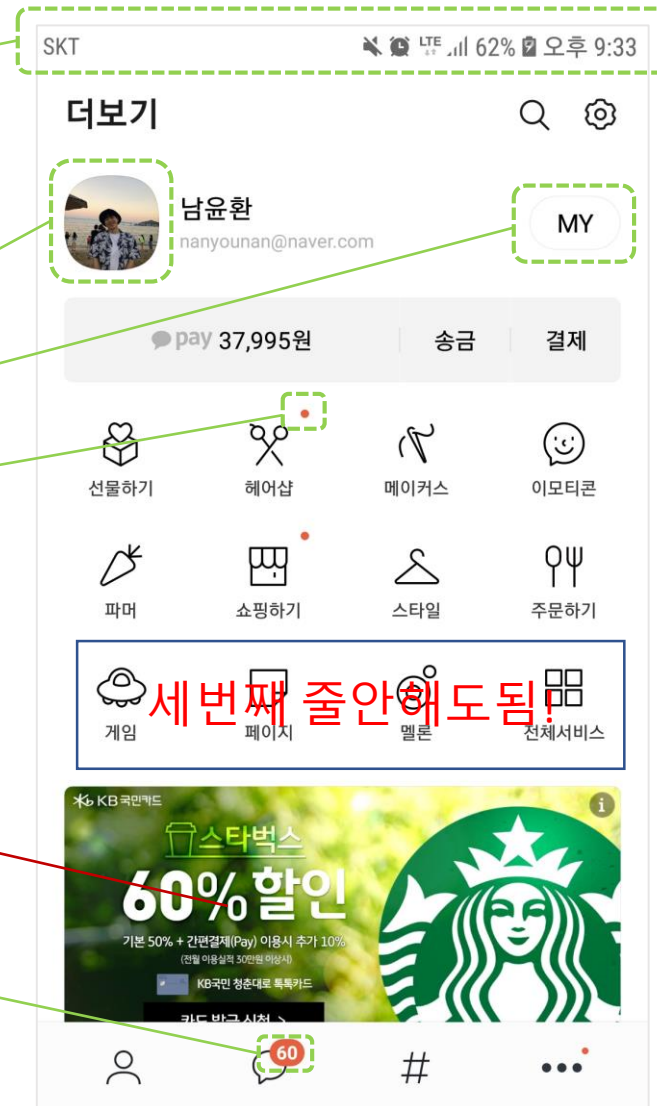 SKT LTE 62% 오후 9:33
더보기
남윤환
nanyounan@naver.com
MY
pay 37,995원 송금 결제
선물하기 헤어샵 메이커스 이모티콘
파머 쇼핑하기 스타일 주문하기
세번째 줄안해도됨!
게임 페이지 멜론 전체서비스
KB국민카드
스타벅스
60% 할인
기본 50% + 간편결제(Pay) 이용시 추가 10%
(전월 이용실적 30만원 이상시)
KB국민 청춘대로 톡톡카드
카드 발급 신청 >
60
#